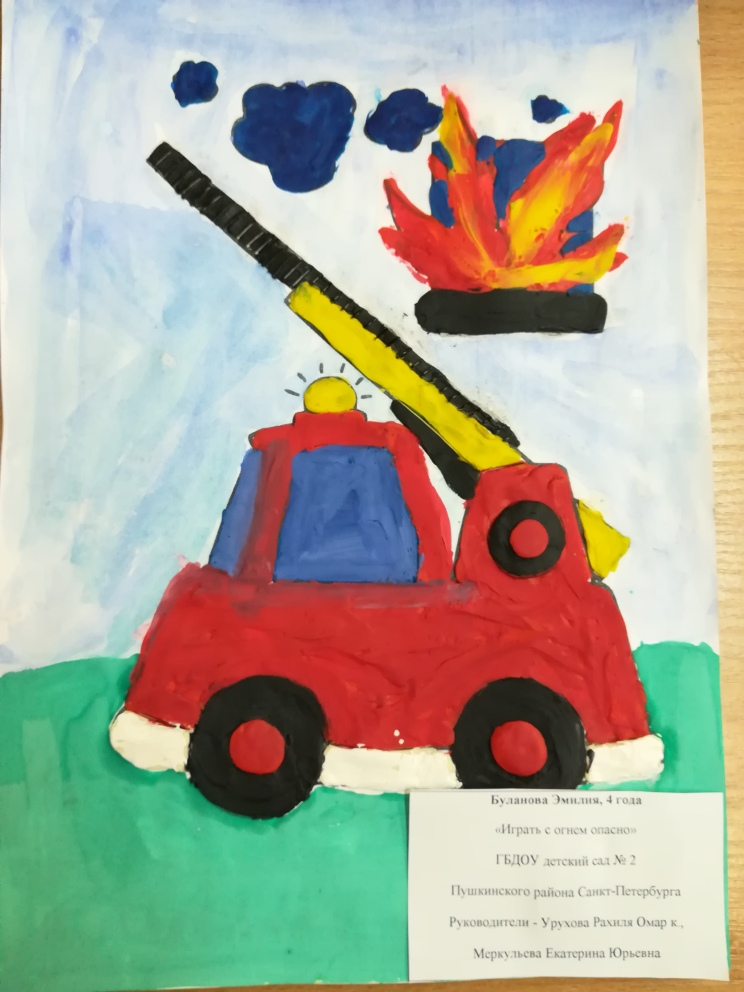 Буланова Эмилия, 4 года
«Играть с огнем опасно»
ГБДОУ детский сад № 2
Пушкинского района Санкт-Петербурга
Руководители - Урухова Рахиля Омар к.,
Меркульева Екатерина Юрьевна